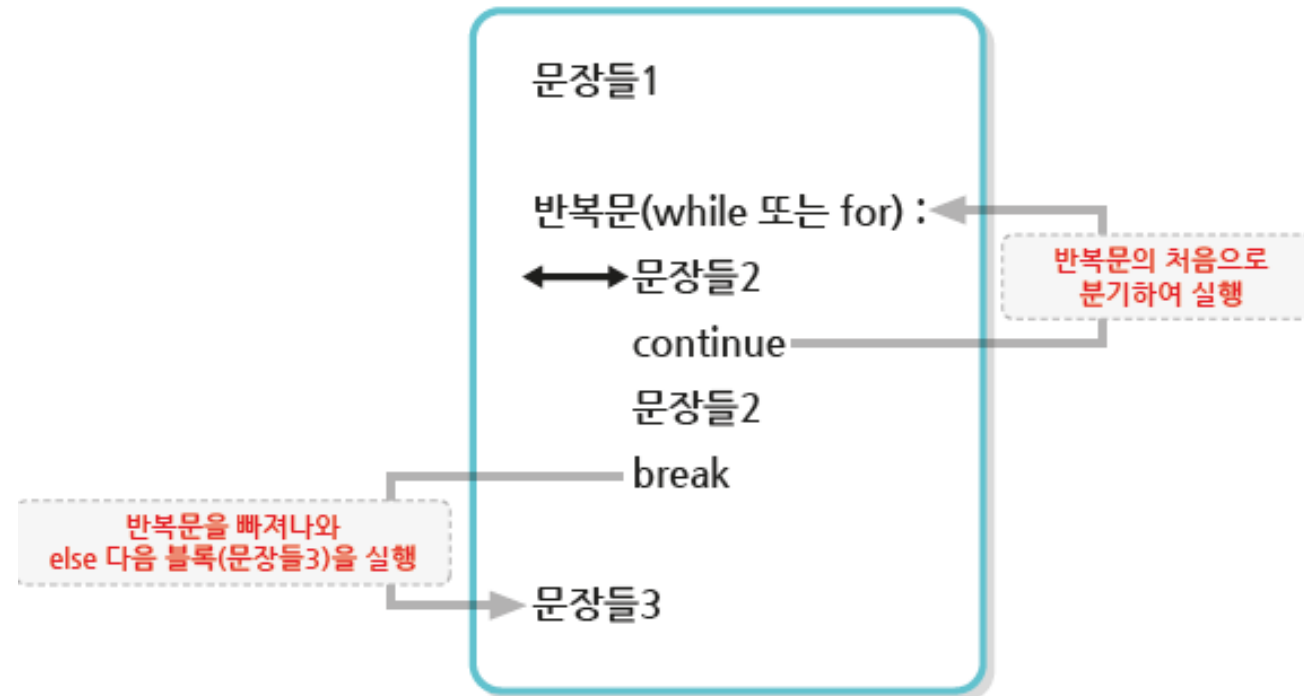 문장들1
반복문(while 또는 for) :
반복문의 처음으로
분기하여 실행
문장들2
continue
문장들2
break
반복문을 빠져나와
else 다음 블록(문장들3)을 실행
문장들3